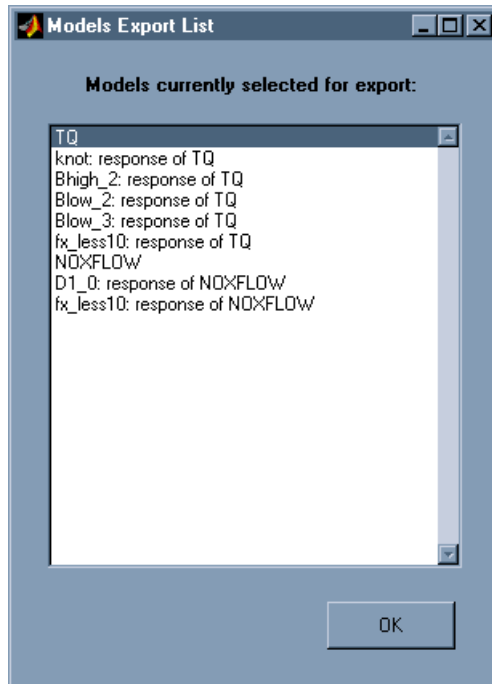 Models Export List
Models currently selected for export:
TQ
knot: response of TQ
Bhigh_2: response of TQ
Blow_2: response of TQ
Blow_3: response of TQ
fx_less10: response of TQ
NOXFLOW
D1_0: response of NOXFLOW
fx_less10: response of NOXFLOW
OK